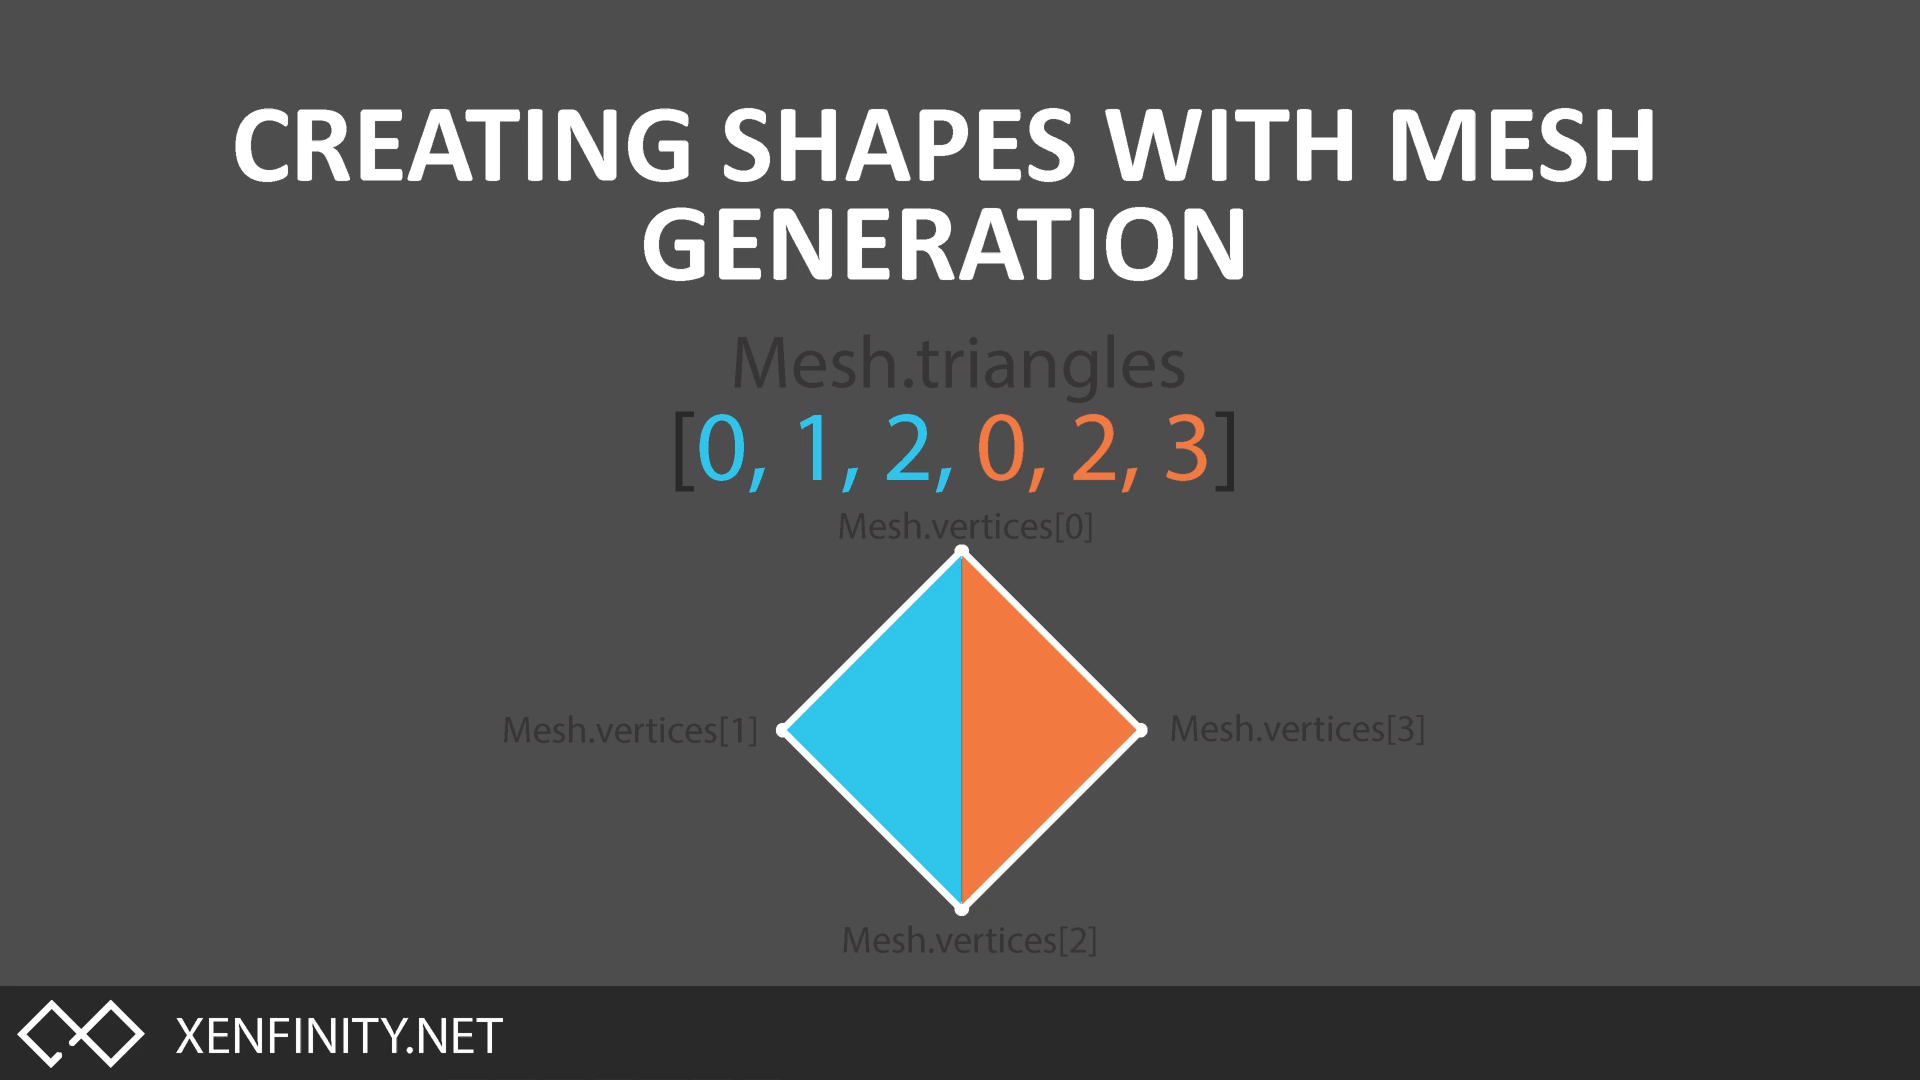 CREATING SHAPES WITH MESH
GENERATION
Mesh.triangles
[0, 1, 2, 0, 2, 3]
Mesh.vertices[0]
Mesh.vertices[1]
Mesh.vertices[3]
Mesh.vertices[2]
XENFINITY.NET